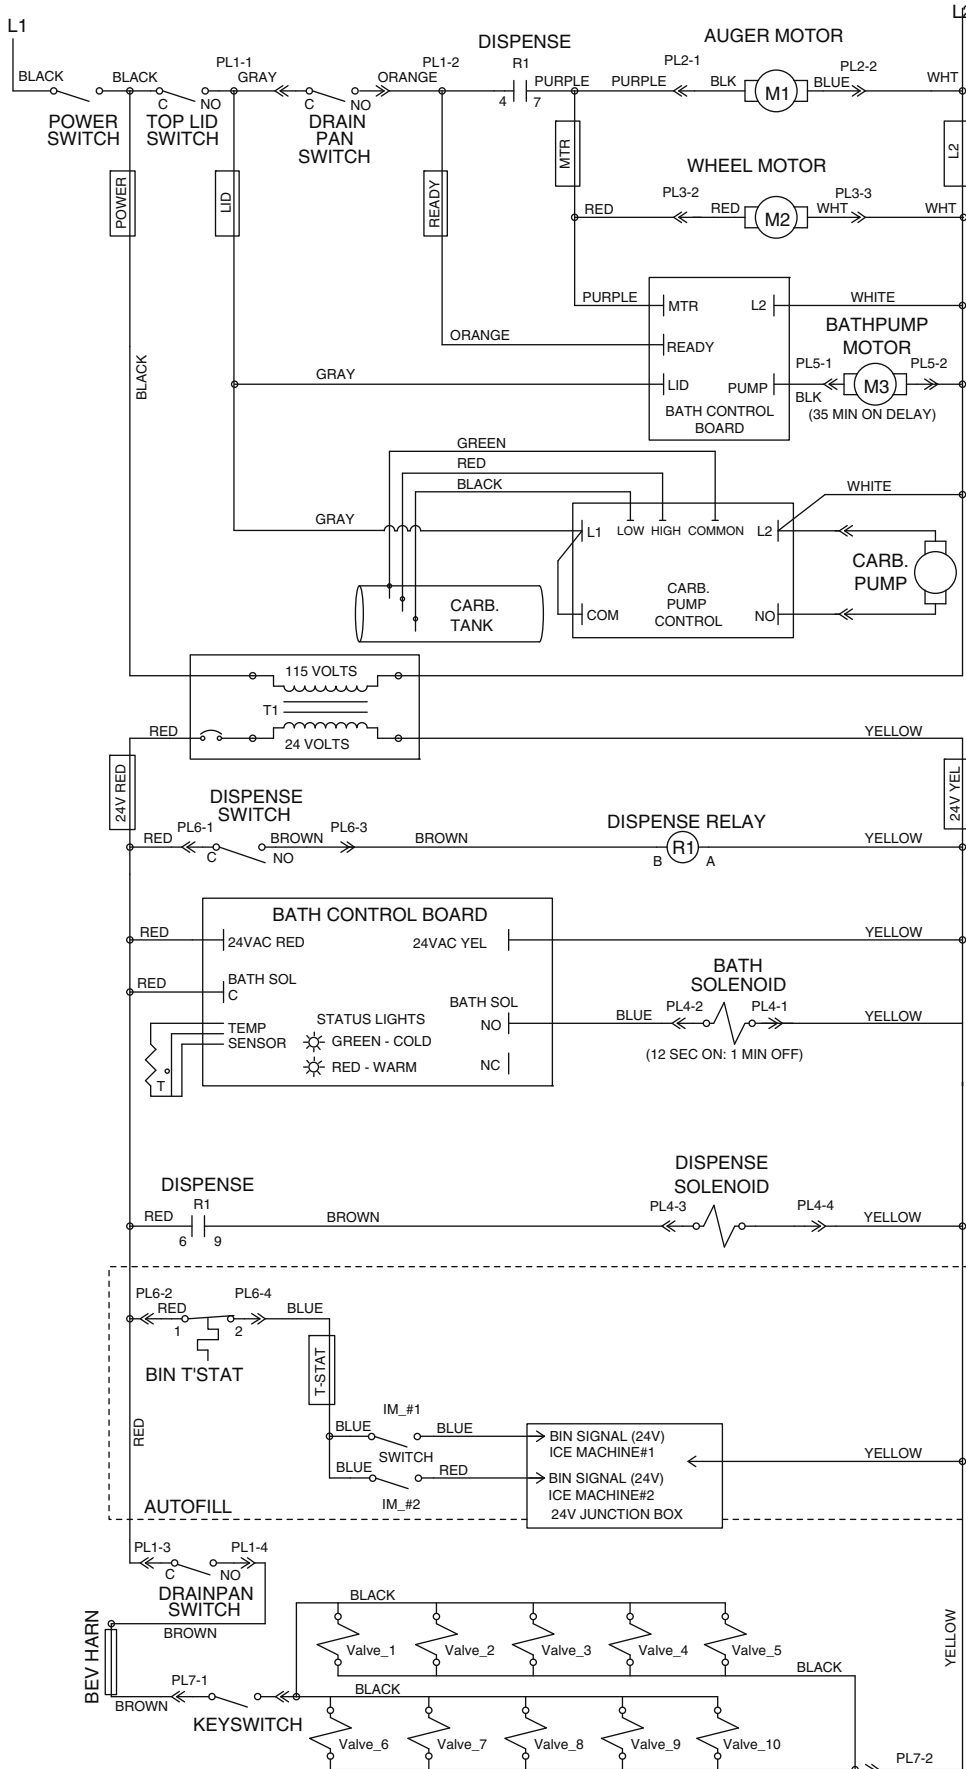 L1
L2
BLACK
POWER
SWITCH
BLACK
C
NO
TOP LID
SWITCH
PL1-1
GRAY
C
NO
DRAIN
PAN
SWITCH
PL1-2
ORANGE
DISPENSE
R1
4
7
PURPLE
PURPLE
PL2-1
BLK
AUGER MOTOR
M1
BLUE
PL2-2
WHT
POWER
LID
READY
MTR
L2
WHEEL MOTOR
RED
PL3-2
RED
M2
PL3-3
WHT
WHT
PURPLE
MTR
L2
WHITE
ORANGE
READY
BATHPUMP
MOTOR
GRAY
LID
PUMP
PL5-1
BLK
M3
PL5-2
(35 MIN ON DELAY)
BATH CONTROL
BOARD
BLACK
GREEN
RED
BLACK
WHITE
GRAY
L1
LOW
HIGH
COMMON
L2
CARB.
PUMP
CARB.
TANK
COM
CARB.
PUMP
CONTROL
NO
115 VOLTS
T1
24 VOLTS
RED
YELLOW
24V RED
24V YEL
DISPENSE
SWITCH
RED
PL6-1
C
NO
BROWN
PL6-3
BROWN
DISPENSE RELAY
B
R1
A
YELLOW
BATH CONTROL BOARD
RED
24VAC RED
24VAC YEL
YELLOW
RED
BATH SOL
C
BATH SOL
NO
NC
TEMP
SENSOR
T
STATUS LIGHTS
GREEN - COLD
RED - WARM
BATH
SOLENOID
BLUE
PL4-2
PL4-1
YELLOW
(12 SEC ON: 1 MIN OFF)
DISPENSE
R1
RED
6
9
BROWN
DISPENSE
SOLENOID
PL4-3
PL4-4
YELLOW
PL6-2
RED
1
2
PL6-4
BLUE
BIN T'STAT
T-STAT
RED
IM_#1
BLUE
BLUE
SWITCH
BLUE
RED
IM_#2
BIN SIGNAL (24V)
ICE MACHINE#1
BIN SIGNAL (24V)
ICE MACHINE#2
24V JUNCTION BOX
YELLOW
AUTOFILL
PL1-3
C
NO
PL1-4
DRAINPAN
SWITCH
BROWN
BEV HARN
BLACK
Valve_1
Valve_2
Valve_3
Valve_4
Valve_5
BLACK
YELLOW
BROWN
PL7-1
KEYSWITCH
BLACK
Valve_6
Valve_7
Valve_8
Valve_9
Valve_10
PL7-2